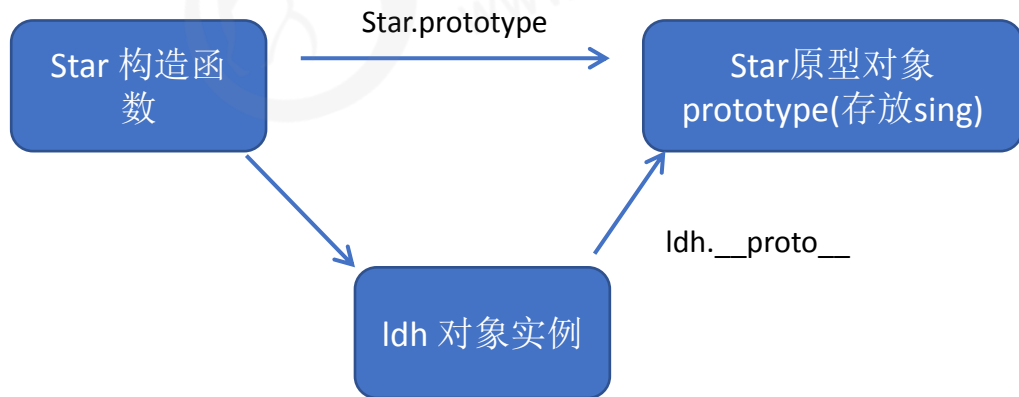 Star.prototype
Star 构造函
数
Star原型对象
prototype(存放sing)
ldh.__proto__
ldh 对象实例